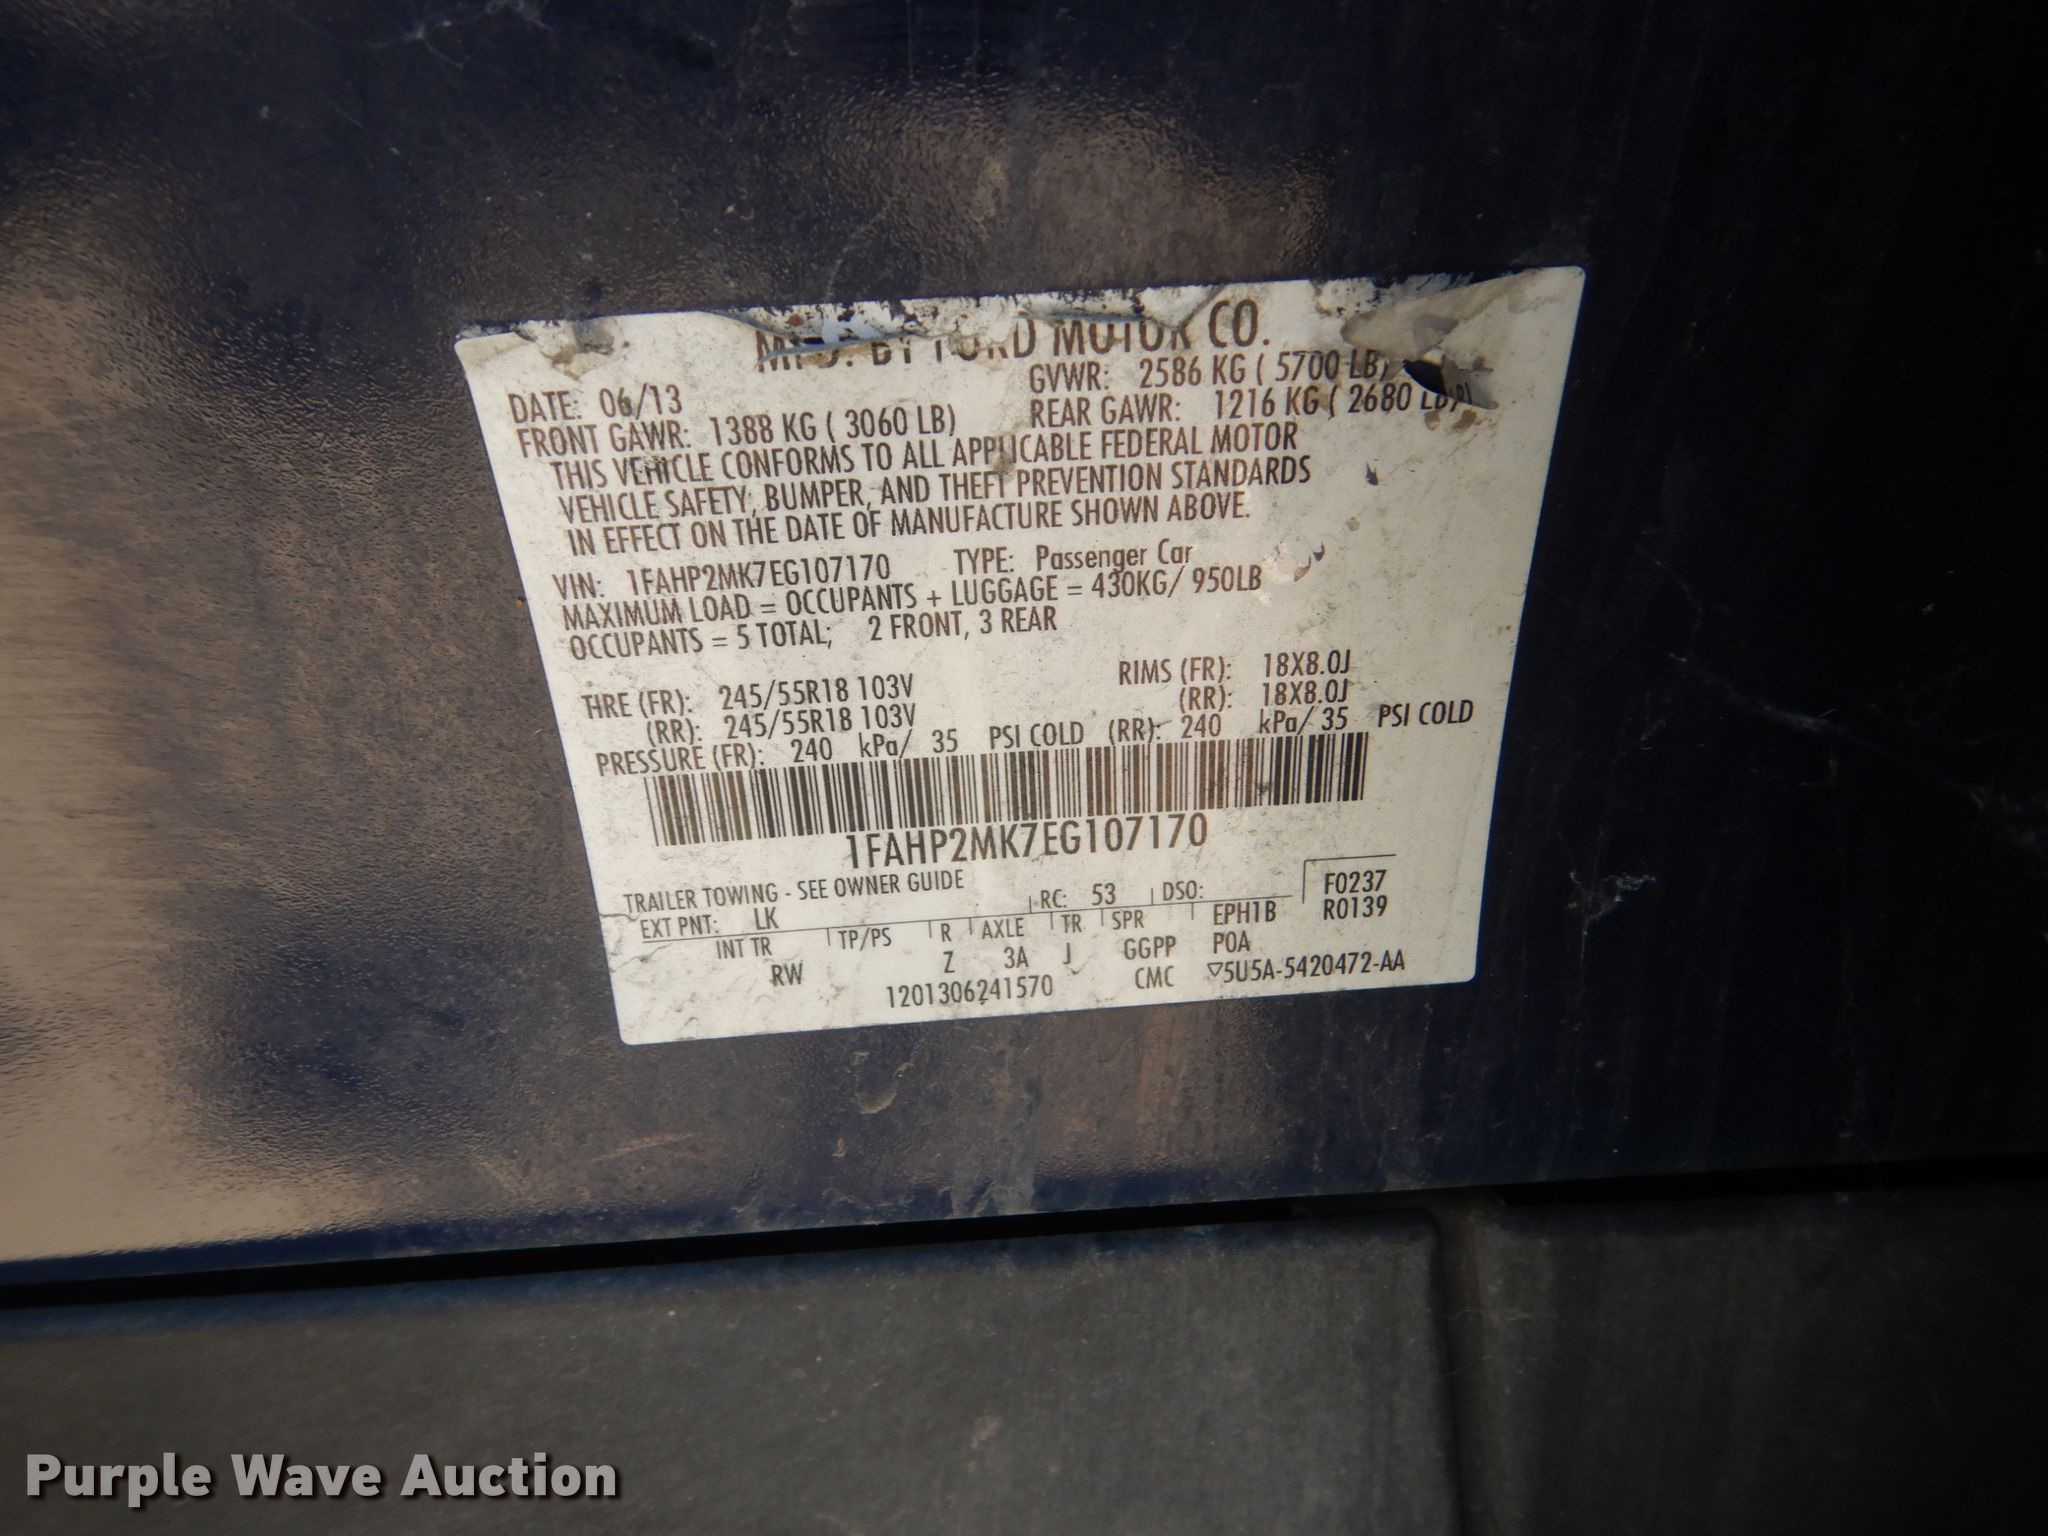 MFD. BY FORD MOTOR CO.
DATE: 06/13 GVWR: 2586 KG ( 5700 LB)
FRONT GAWR: 1388 KG ( 3060 LB) REAR GAWR: 1216 KG ( 2680 LB)
THIS VEHICLE CONFORMS TO ALL APPLICABLE FEDERAL MOTOR
VEHICLE SAFETY, BUMPER, AND THEFT PREVENTION STANDARDS
IN EFFECT ON THE DATE OF MANUFACTURE SHOWN ABOVE.
VIN: 1FAHP2MK7EG107170 TYPE: Passenger Car
MAXIMUM LOAD = OCCUPANTS + LUGGAGE = 430KG/ 950LB
OCCUPANTS = 5 TOTAL; 2 FRONT, 3 REAR
TIRE (FR): 245/55R18 103V RIMS (FR): 18X8.0J
(RR): 245/55R18 103V (RR): 18X8.0J
PRESSURE (FR): 240 kPa/ 35 PSI COLD (RR): 240 kPa/ 35 PSI COLD
1FAHP2MK7EG107170
TRAILER TOWING - SEE OWNER GUIDE
EXT PNT: LK RC: 53 DSO: F0237
INT TR TP/PS R AXLE TR SPR EPH1B R0139
RW Z 3A J GGPP POA
1201306241570 CMC ▽5U5A-5420472-AA
Purple Wave Auction